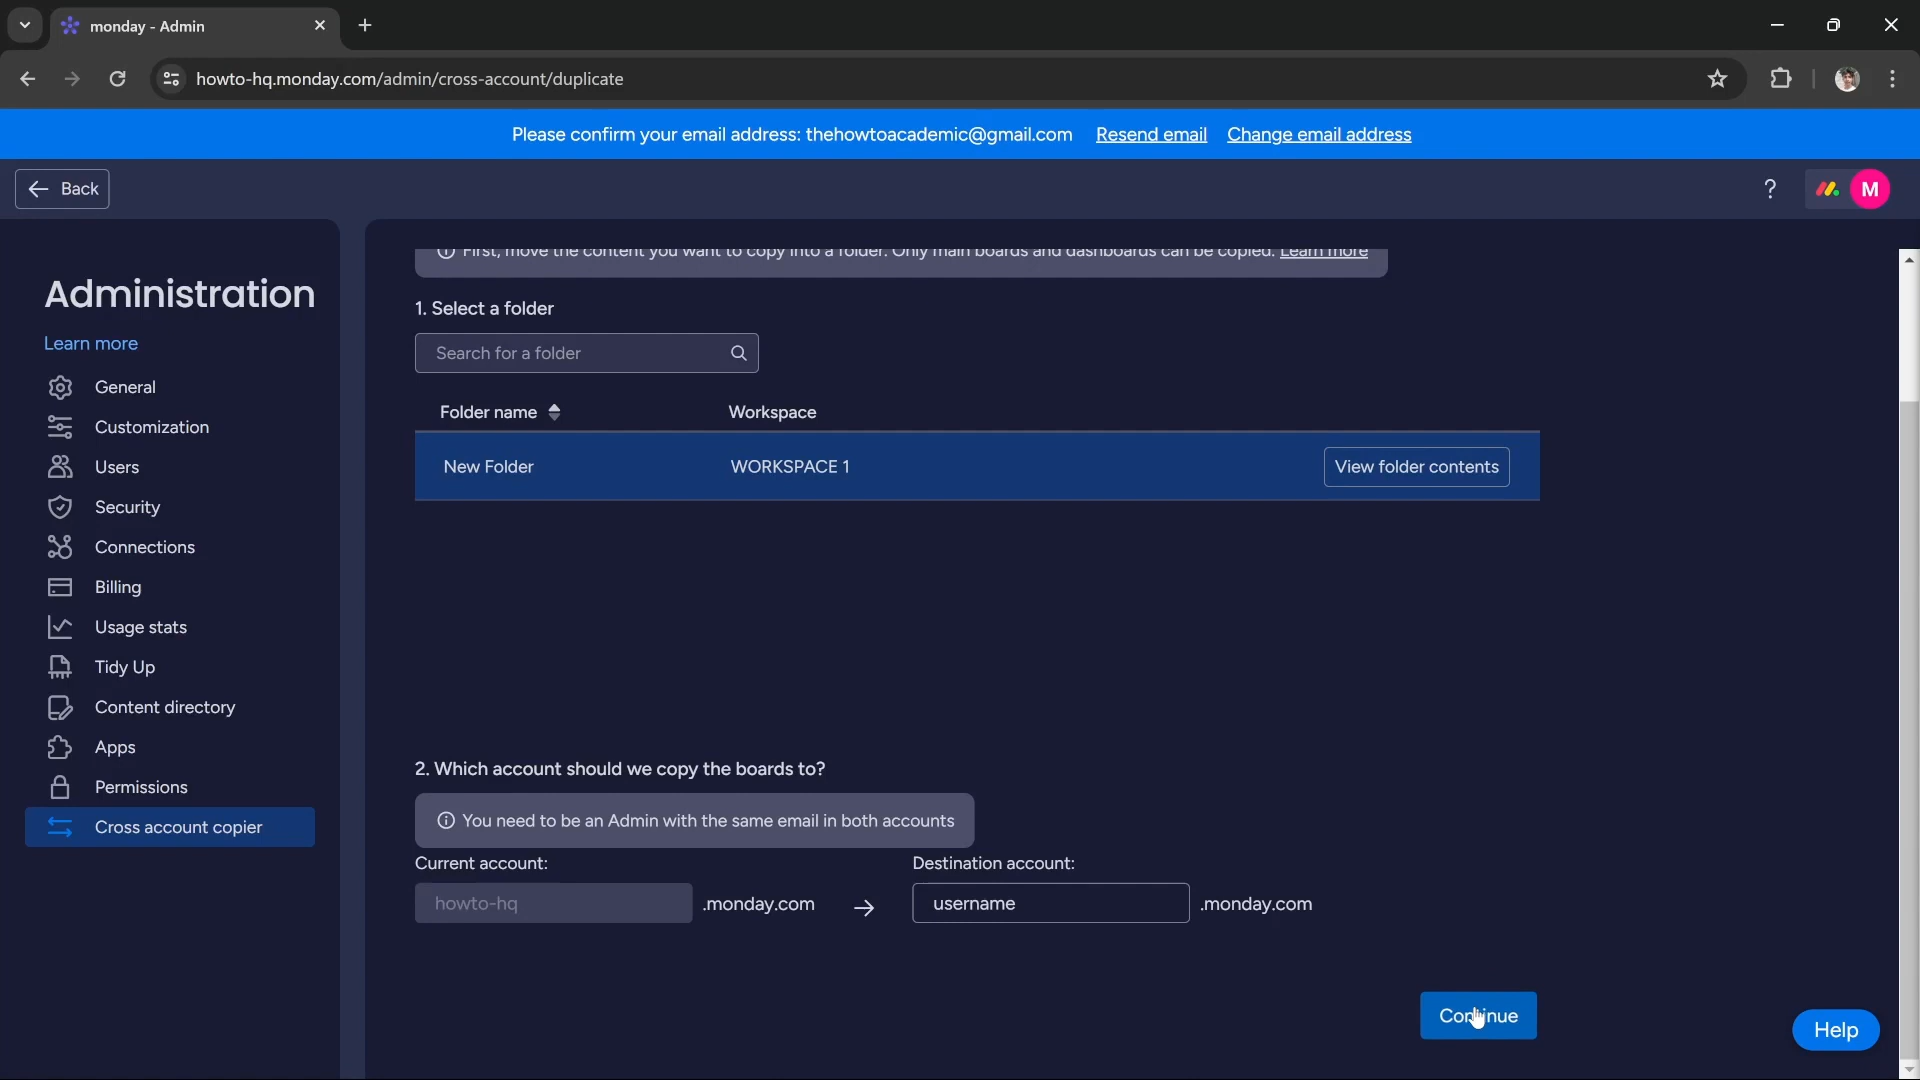 monday - Admin
howto-hq.monday.com/admin/cross-account/duplicate
Please confirm your email address: thehowtoacademic@gmail.com Resend email Change email address
Back
?
M
Administration
Learn more
General
Customization
Users
Security
Connections
Billing
Usage stats
Tidy Up
Content directory
Apps
Permissions
Cross account copier
First, move the content you want to copy into a folder. Only main boards and dashboards can be copied. Learn more
1. Select a folder
Search for a folder
Folder name Workspace
New Folder WORKSPACE 1 View folder contents
2. Which account should we copy the boards to?
You need to be an Admin with the same email in both accounts
Current account: Destination account:
howto-hq .monday.com → username .monday.com
Continue
Help